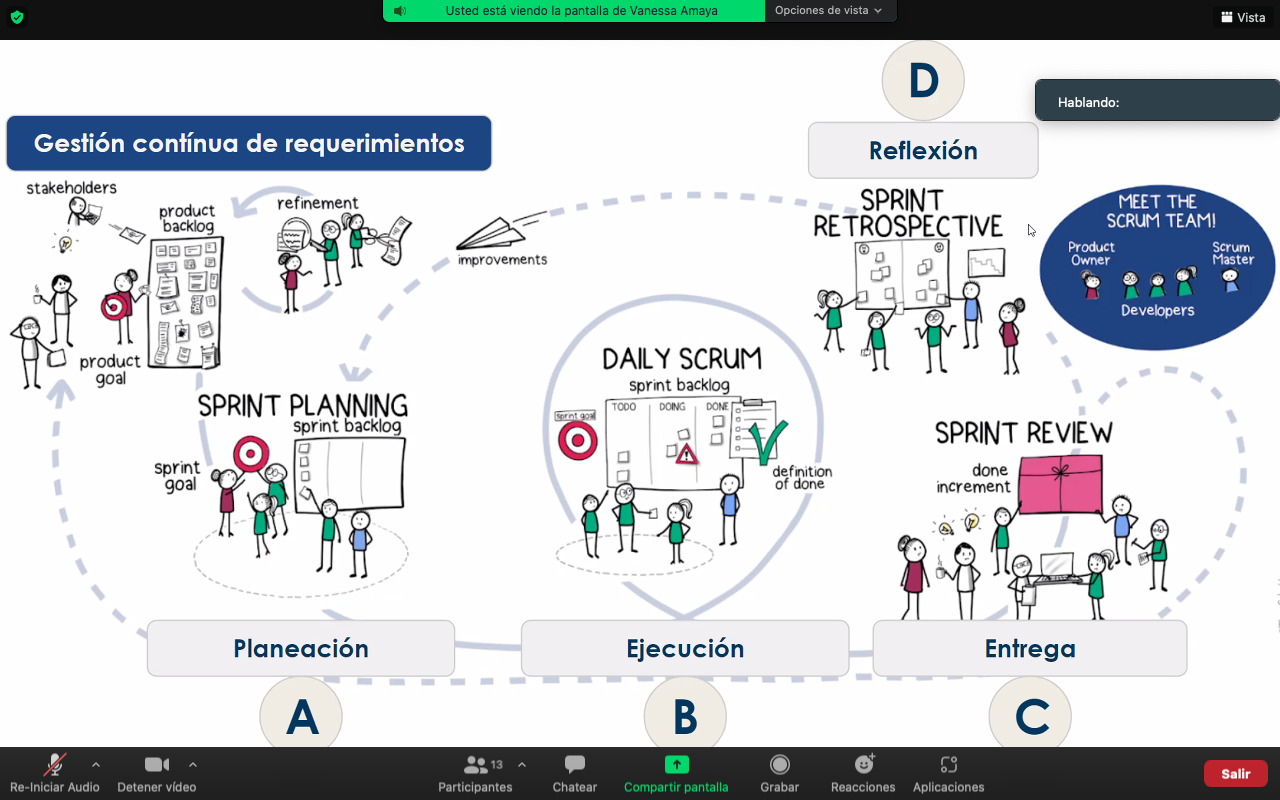 Usted está viendo la pantalla de Vanessa Amaya
Opciones de vista
Vista
D
Hablando:
Gestión contínua de requerimientos
Reflexión
stakeholders
product
backlog
refinement
improvements
product
goal
SPRINT
RETROSPECTIVE
MEET THE
SCRUM TEAM!
Product
Owner
Scrum
Master
Developers
SPRINT PLANNING
sprint backlog
sprint
goal
DAILY SCRUM
sprint backlog
sprint goal
TODO
DOING
DONE
definition
of done
SPRINT REVIEW
done
increment
Planeación
Ejecución
Entrega
A
B
C
Re-Iniciar Audio
Detener vídeo
13
Participantes
Chatear
Compartir pantalla
Grabar
Reacciones
Aplicaciones
Salir